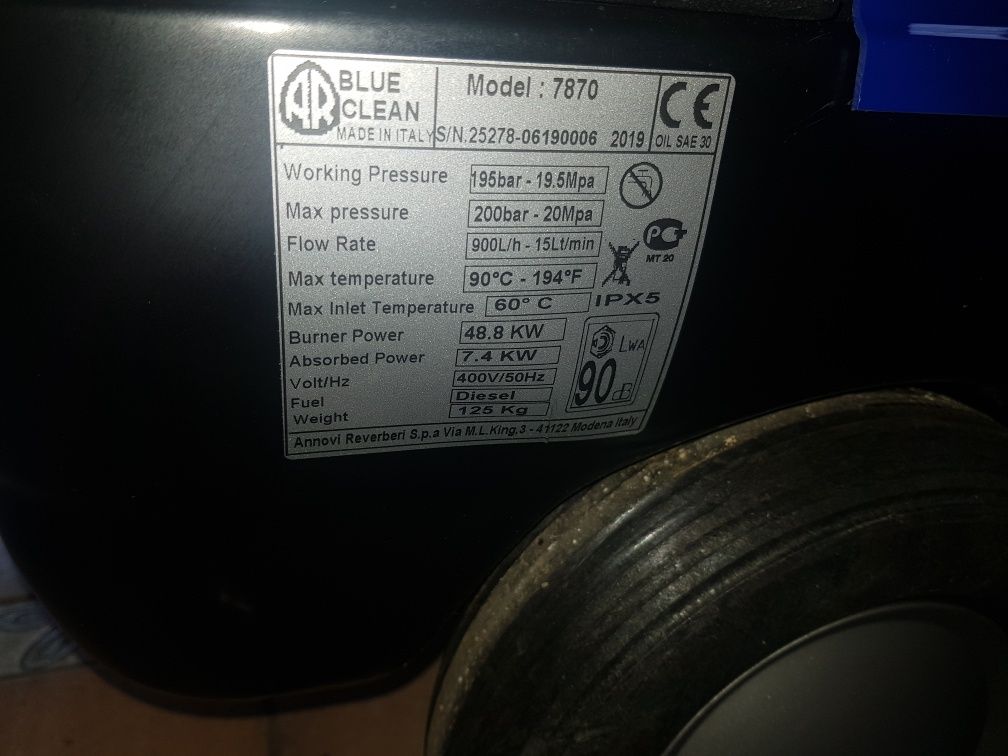 AR BLUE CLEAN
MADE IN ITALY
Model : 7870
S/N.25278-06190006 2019
CE
OIL SAE 30
Working Pressure 195bar - 19.5Mpa
Max pressure 200bar - 20Mpa
Flow Rate 900L/h - 15Lt/min
PC
MT 20
Max temperature 90°C - 194°F
Max Inlet Temperature 60° C
IPX5
Burner Power 48.8 KW
Absorbed Power 7.4 KW
Volt/Hz 400V/50Hz
Fuel Diesel
Weight 125 Kg
LWA
90 dB
Annovi Reverberi S.p.a Via M.L.King,3 - 41122 Modena Italy